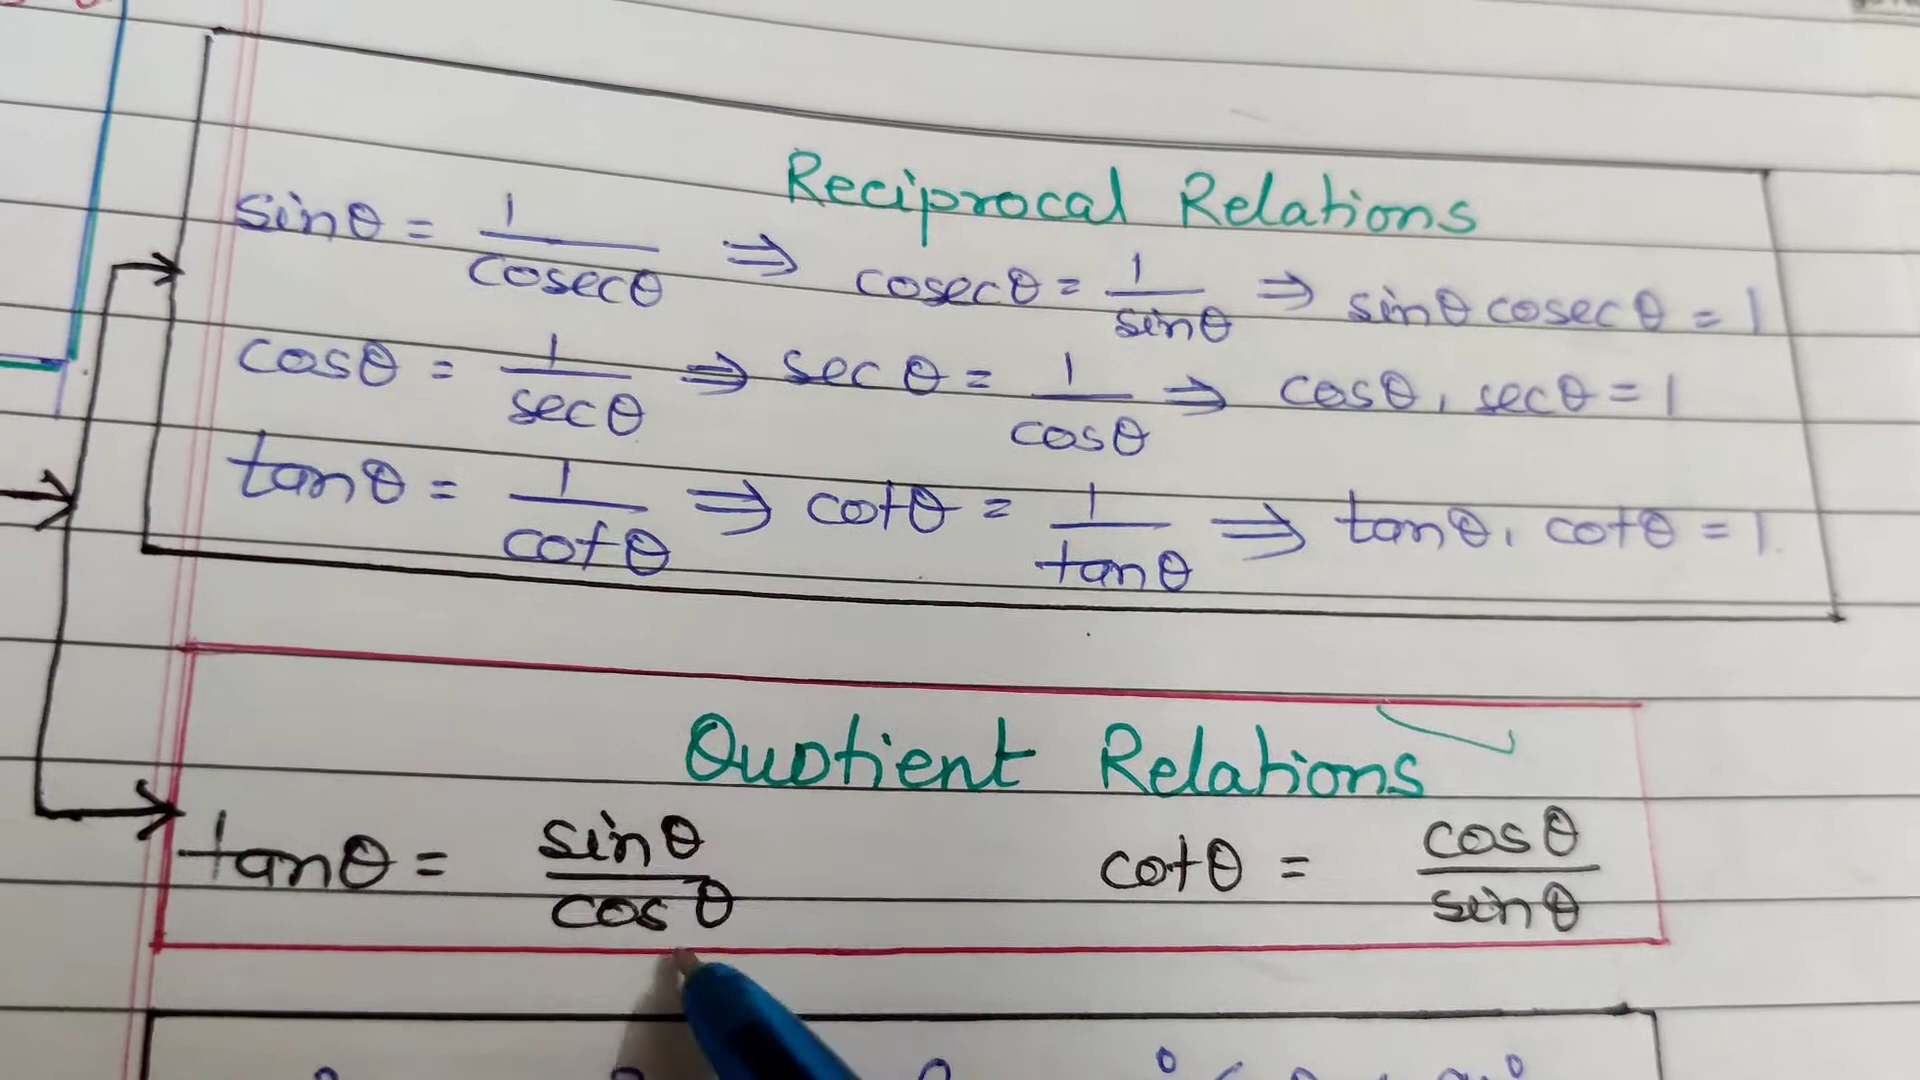 Reciprocal Relations
sinθ = 1/cosecθ ⇒ cosecθ = 1/sinθ ⇒ sinθ cosecθ = 1
cosθ = 1/secθ ⇒ secθ = 1/cosθ ⇒ cosθ . secθ = 1
tanθ = 1/cotθ ⇒ cotθ = 1/tanθ ⇒ tanθ . cotθ = 1
Quotient Relations
tanθ = sinθ/cosθ cotθ = cosθ/sinθ